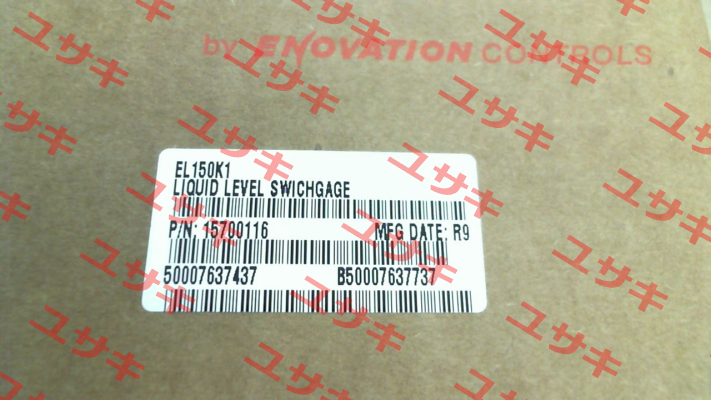 by ENOVATION CONTROLS
EL150K1
LIQUID LEVEL SWICHGAGE
P/N: 15700116 MFG DATE: R9
50007637437 B50007637737
ユサキ